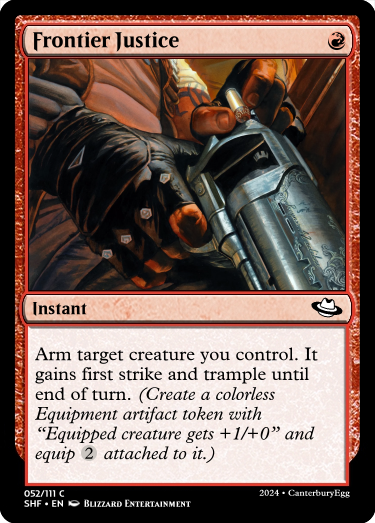 Frontier Justice
Instant
Arm target creature you control. It
gains first strike and trample until
end of turn. (Create a colorless
Equipment artifact token with
“Equipped creature gets +1/+0” and
equip 2 attached to it.)
052/111 C
SHF • EN Blizzard Entertainment
2024 • CanterburyEgg